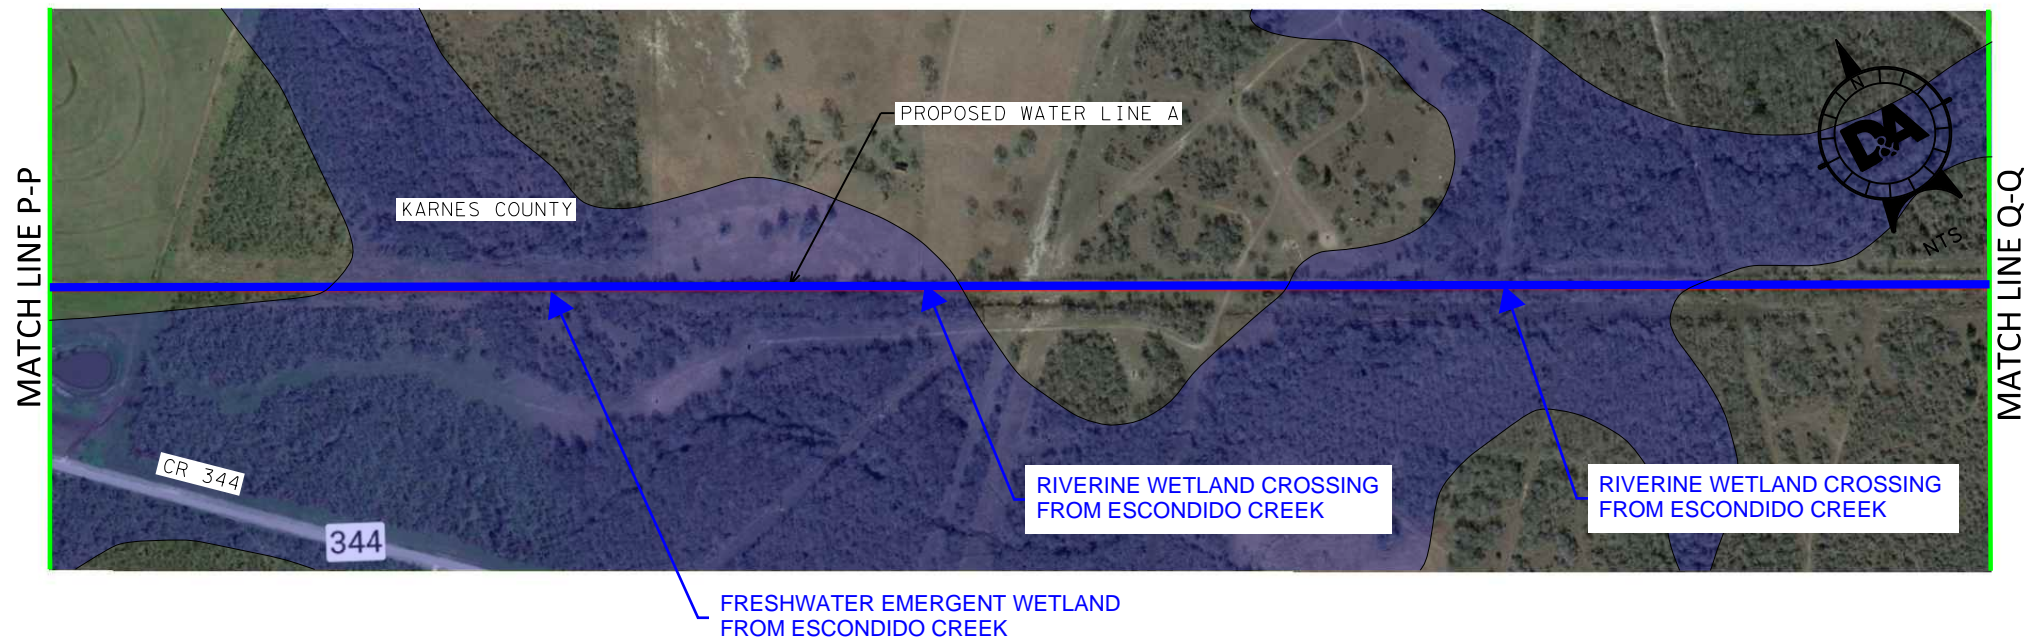 MATCH LINE P-P
PROPOSED WATER LINE A
KARNES COUNTY
N
D&A
NTS
MATCH LINE Q-Q
CR 344
344
RIVERINE WETLAND CROSSING
FROM ESCONDIDO CREEK
RIVERINE WETLAND CROSSING
FROM ESCONDIDO CREEK
FRESHWATER EMERGENT WETLAND
FROM ESCONDIDO CREEK